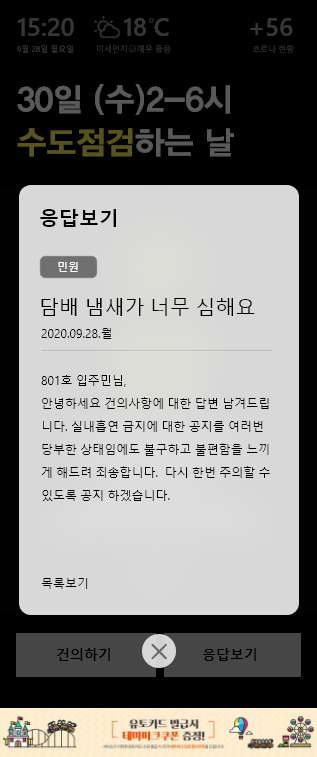 15:20 18°C +56
9월 28일 월요일 미세먼지☺매우 좋음 코로나 현황
30일 (수)2-6시
수도점검하는 날
응답보기
민원
담배 냄새가 너무 심해요
2020.09.28.월
801호 입주민님,
안녕하세요 건의사항에 대한 답변 남겨드립
니다. 실내흡연 금지에 대한 공지를 여러번
당부한 상태임에도 불구하고 불편함을 느끼
게 해드려 죄송합니다. 다시 한번 주의할 수
있도록 공지 하겠습니다.
목록보기
건의하기 응답보기
유토카드 발급시
테마파크쿠폰 증정!